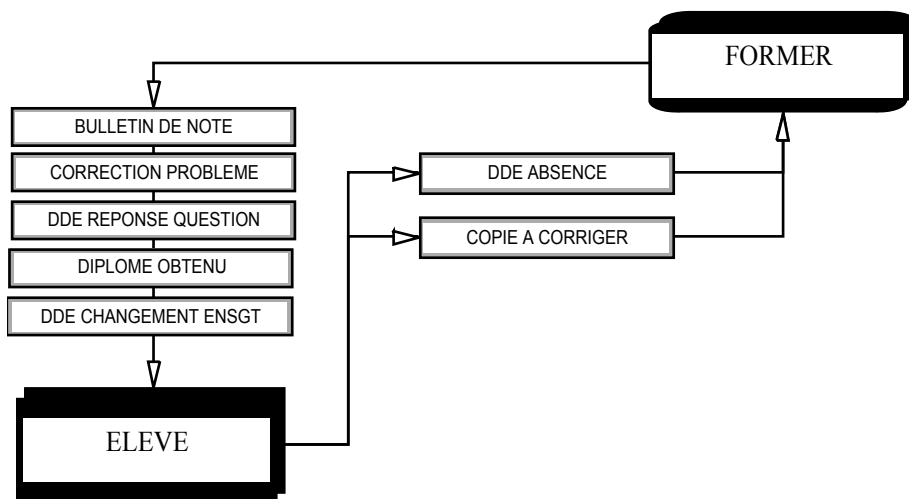 FORMER
BULLETIN DE NOTE
CORRECTION PROBLEME
DDE ABSENCE
DDE REPONSE QUESTION
COPIE A CORRIGER
DIPLOME OBTENU
DDE CHANGEMENT ENSGT
ELEVE